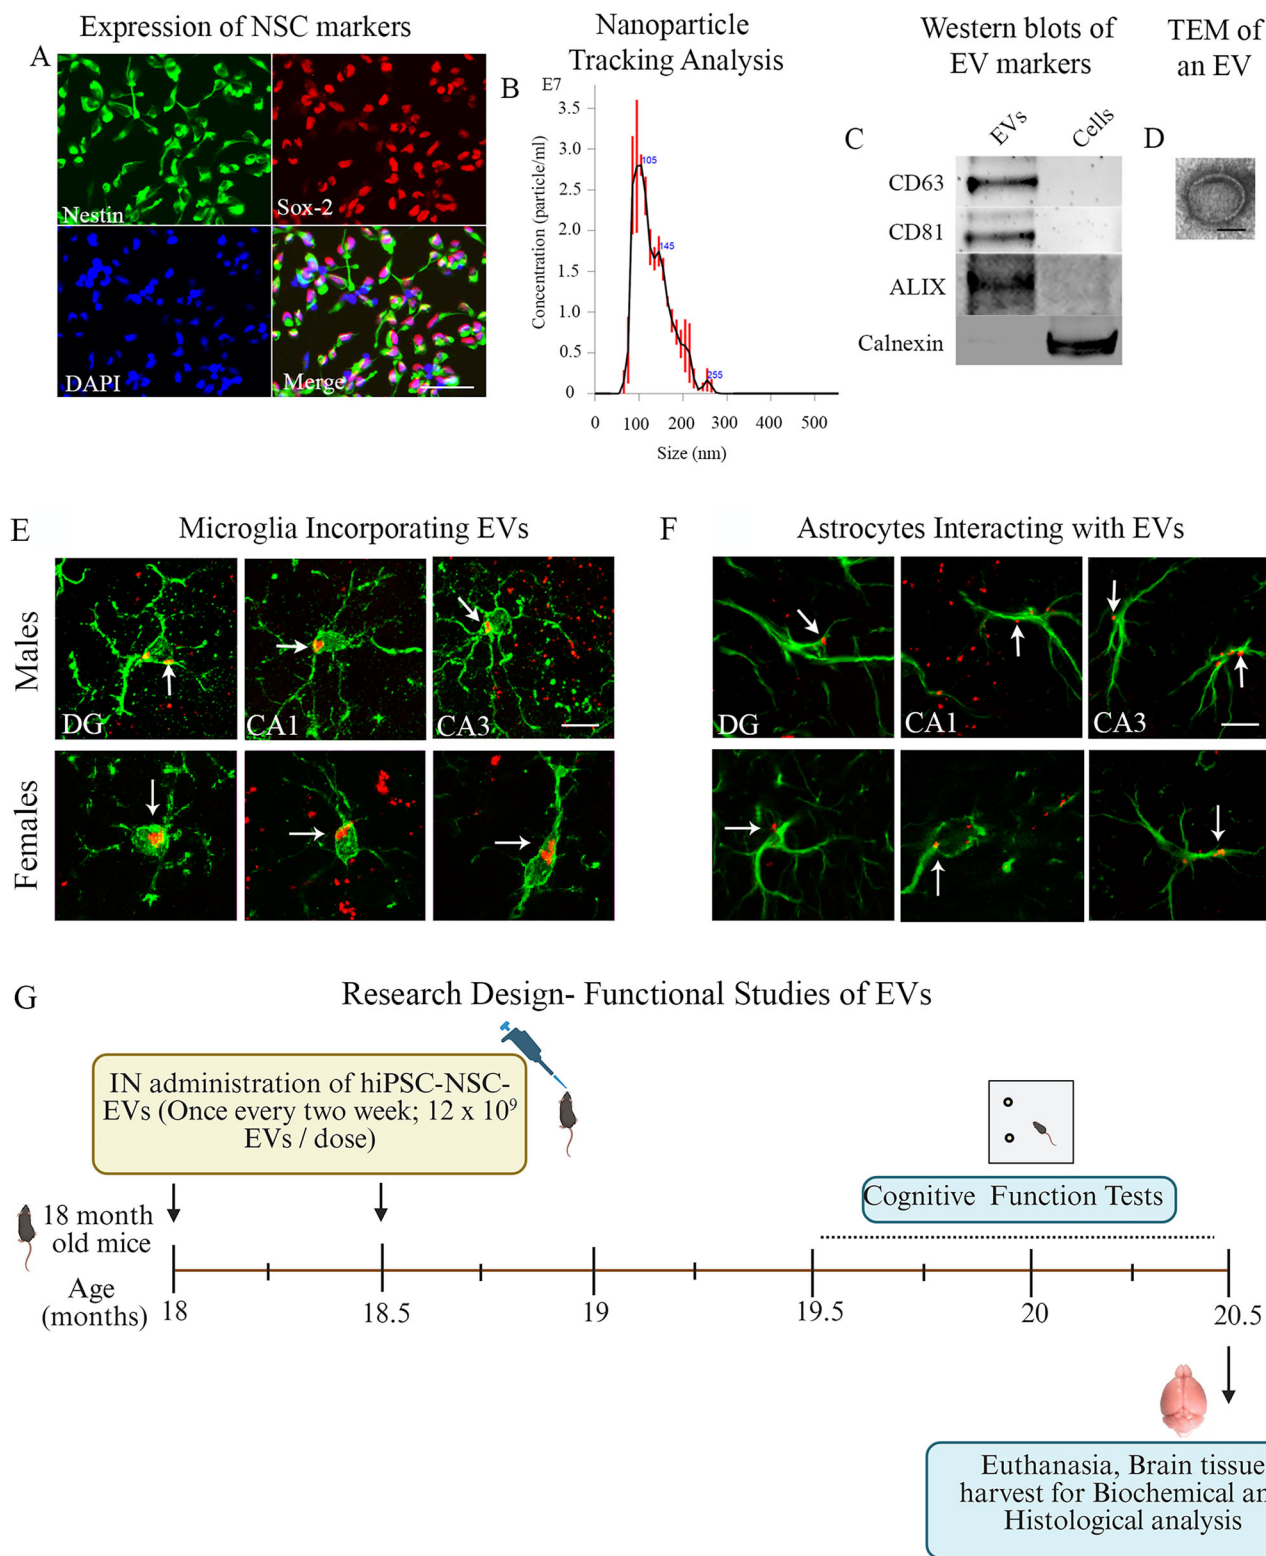 Expression of NSC markers
A
Nestin
Sox-2
DAPI
Merge
Nanoparticle
Tracking Analysis
B
E7
3.5
3.0
2.5
2.0
1.5
1.0
0.5
0
Concentration (particle/ml)
105
145
255
0 100 200 300 400 500
Size (nm)
Western blots of
EV markers
C
EVs
Cells
CD63
CD81
ALIX
Calnexin
TEM of
an EV
D
E
Microglia Incorporating EVs
Males
DG
CA1
CA3
Females
F
Astrocytes Interacting with EVs
DG
CA1
CA3
G
Research Design- Functional Studies of EVs
IN administration of hiPSC-NSC-
EVs (Once every two week; 12 x 10⁹
EVs / dose)
Cognitive Function Tests
18 month
old mice
Age
(months)
18
18.5
19
19.5
20
20.5
Euthanasia, Brain tissue
harvest for Biochemical an
Histological analysis